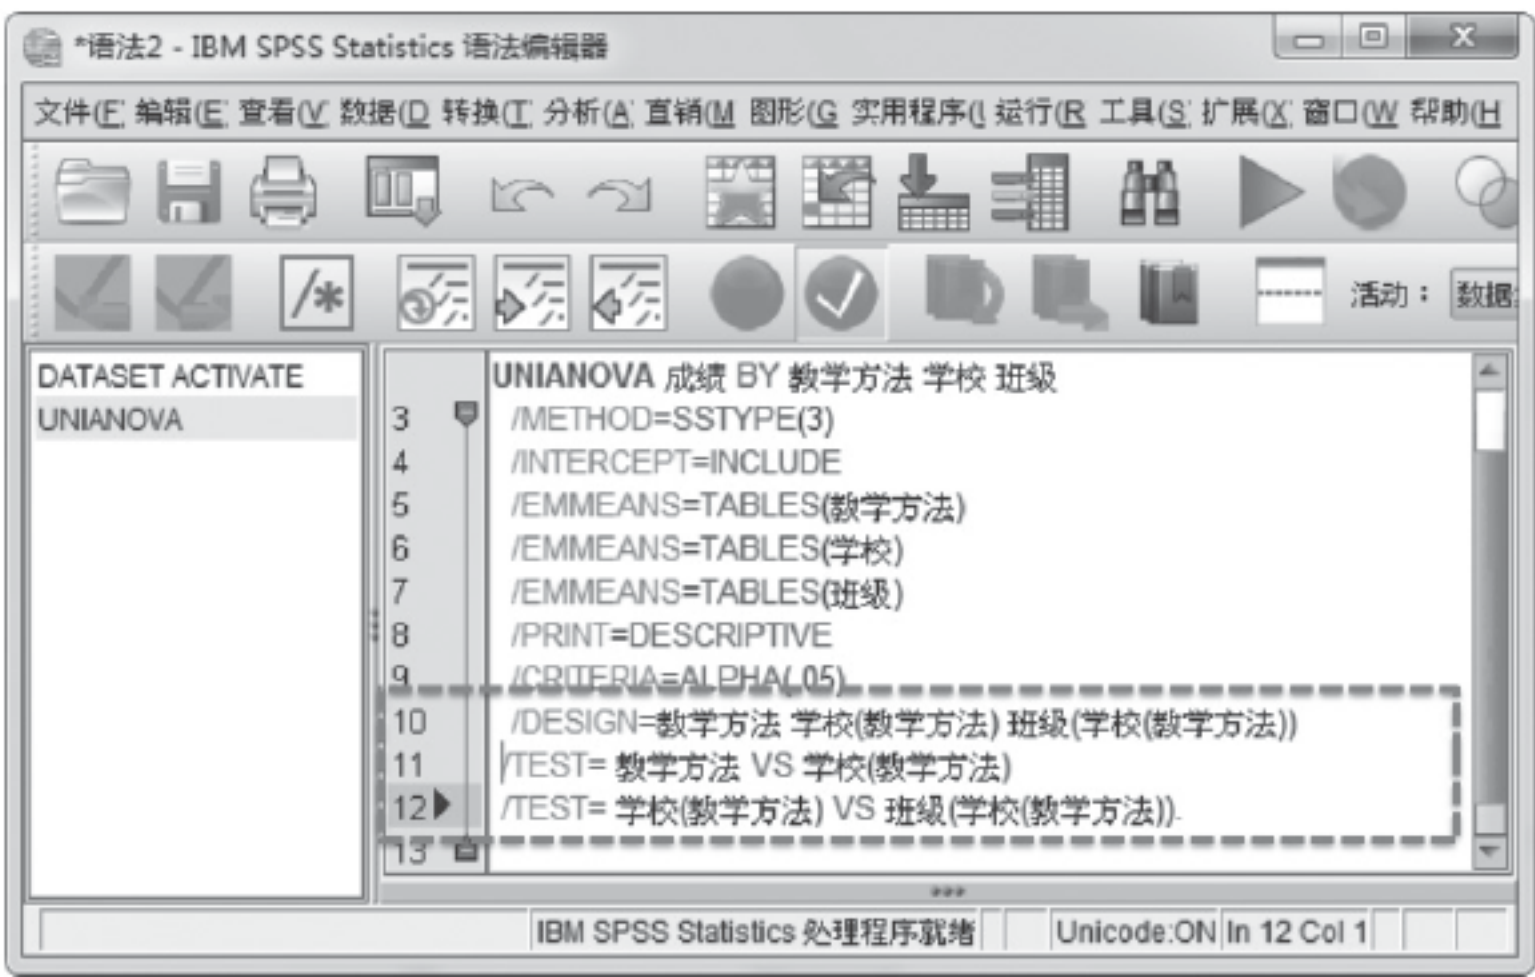 *语法2 - IBM SPSS Statistics 语法编辑器
文件(F 编辑(E 查看(V 数据(D 转换(T 分析(A 直销(M 图形(G 实用程序(U 运行(R 工具(S 扩展(X 窗口(W 帮助(H
/*
活动： 数据
DATASET ACTIVATE
UNIANOVA
UNIANOVA 成绩 BY 教学方法 学校 班级
3 /METHOD=SSTYPE(3)
4 /INTERCEPT=INCLUDE
5 /EMMEANS=TABLES(教学方法)
6 /EMMEANS=TABLES(学校)
7 /EMMEANS=TABLES(班级)
8 /PRINT=DESCRIPTIVE
9 /CRITERIA=ALPHA(.05)
10 /DESIGN=教学方法 学校(教学方法) 班级(学校(教学方法))
11 /TEST= 教学方法 VS 学校(教学方法)
12 /TEST= 学校(教学方法) VS 班级(学校(教学方法)).
13
IBM SPSS Statistics 处理程序就绪 Unicode:ON In 12 Col 1